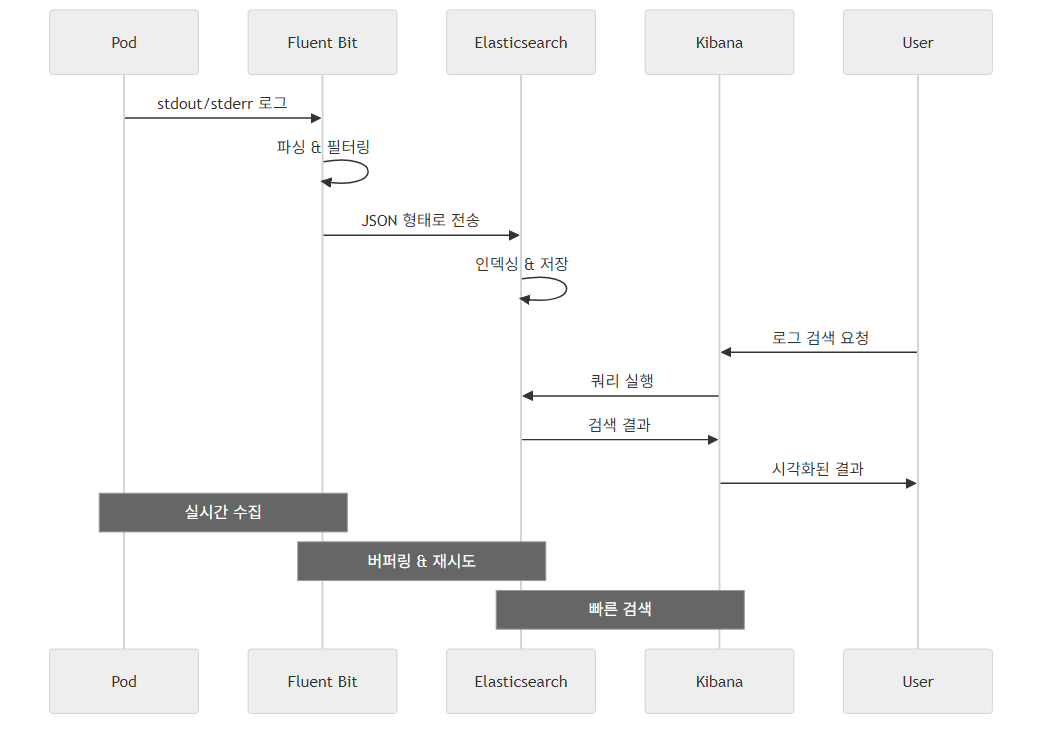 Pod
Fluent Bit
Elasticsearch
Kibana
User
stdout/stderr 로그
파싱 & 필터링
JSON 형태로 전송
인덱싱 & 저장
로그 검색 요청
쿼리 실행
검색 결과
시각화된 결과
실시간 수집
버퍼링 & 재시도
빠른 검색
Pod
Fluent Bit
Elasticsearch
Kibana
User